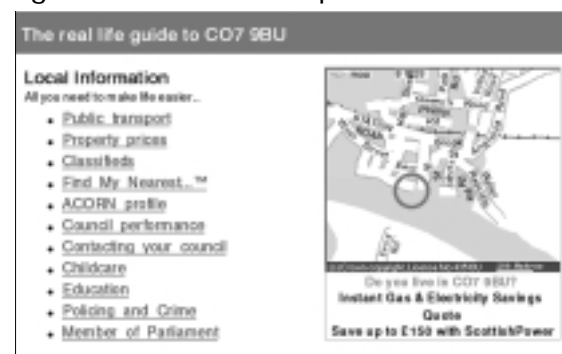 The real life guide to CO7 9BU
Local Information
All you need to make life easier...
Public transport
Property prices
Classifieds
Find My Nearest...™
ACORN profile
Council performance
Contacting your council
Childcare
Education
Policing and Crime
Member of Parliament
Do you live in CO7 9BU?
Instant Gas & Electricity Savings
Quote
Save up to £150 with ScottishPower